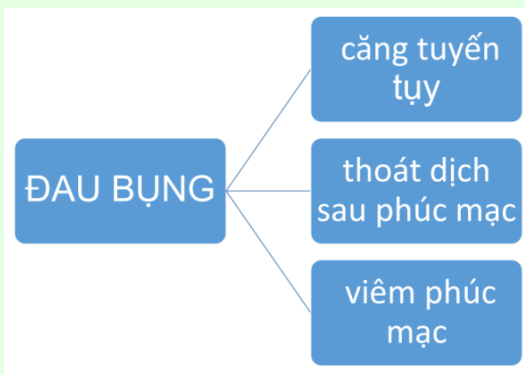 ĐAU BỤNG
căng tuyến
tụy
thoát dịch
sau phúc mạc
viêm phúc
mạc